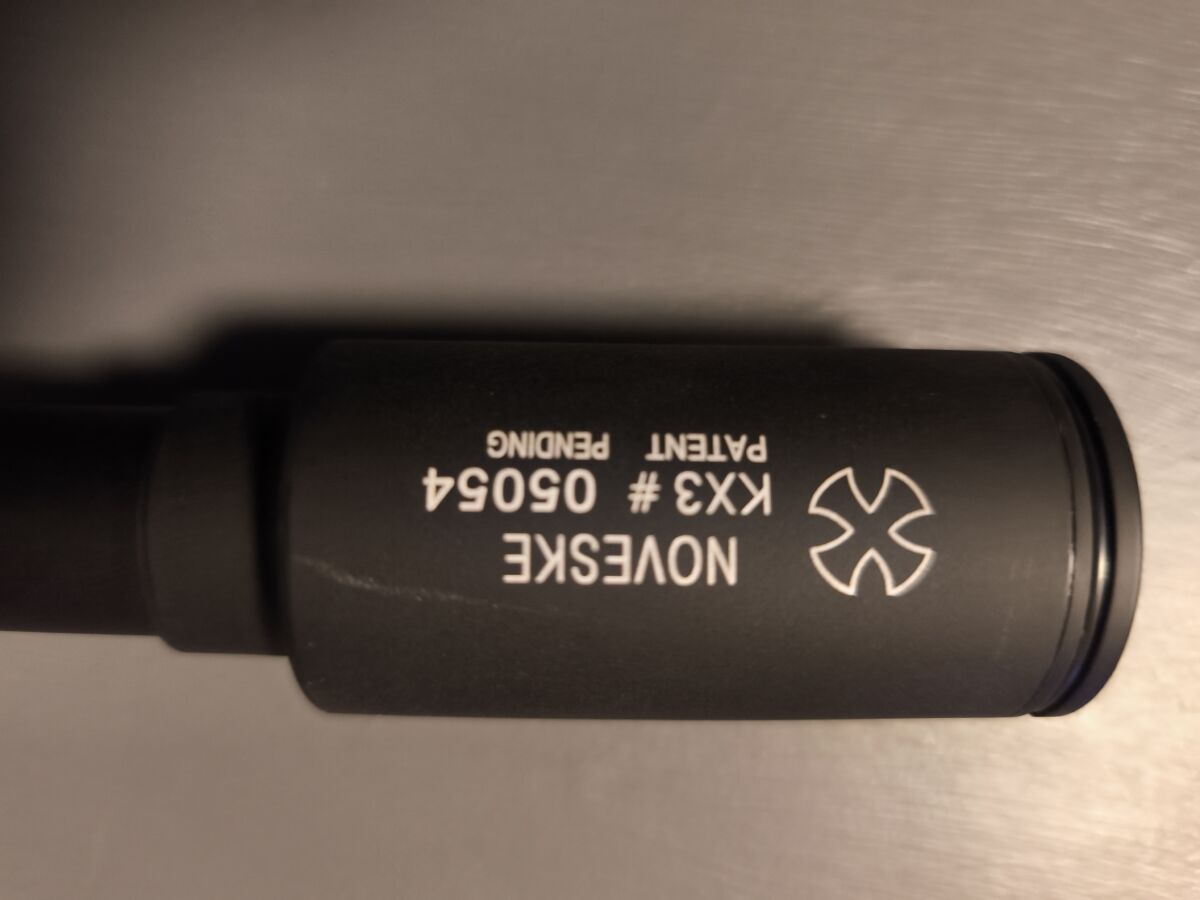 NOVESKE
KX3 # 05054
PATENT PENDING